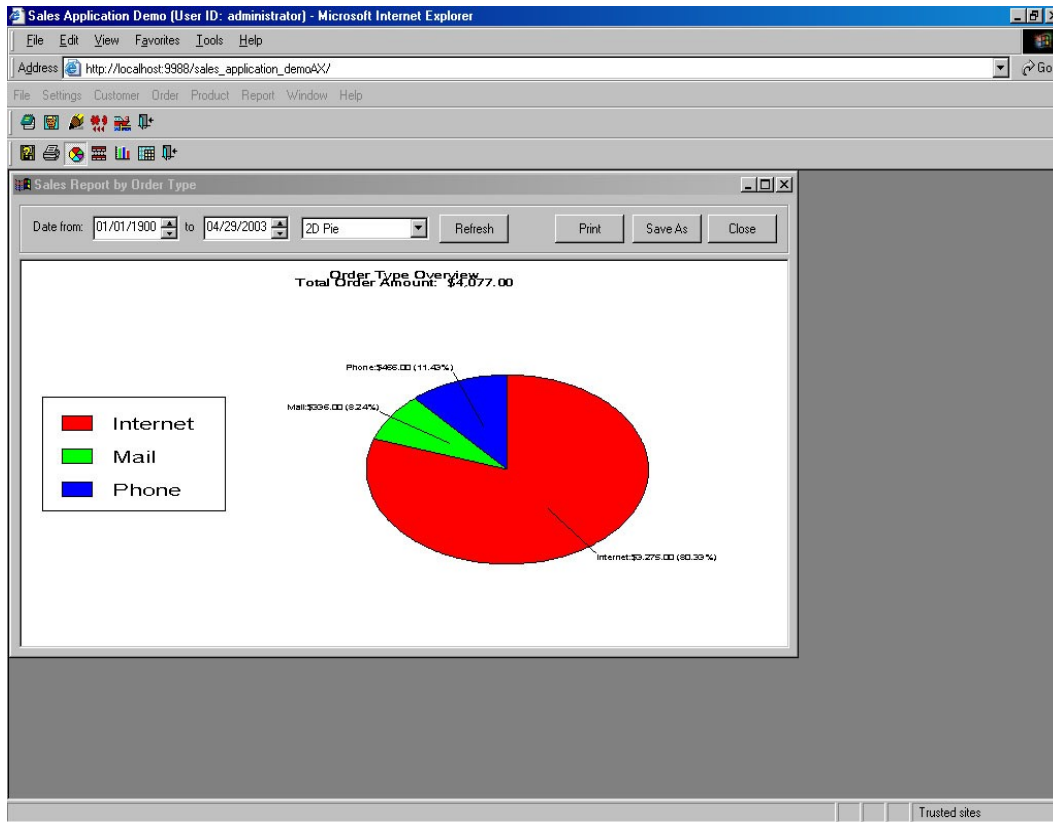 Sales Application Demo (User ID: administrator) - Microsoft Internet Explorer
File Edit View Favorites Tools Help
Address http://localhost:9988/sales_application_demoAX/ Go
File Settings Customer Order Product Report Window Help
Sales Report by Order Type
Date from: 01/01/1900 to 04/29/2003 2D Pie Refresh Print Save As Close
Order Type Overview
Total Order Amount: $4,077.00
Phone:$466.00 (11.43%)
Mail:$336.00 (8.24%)
Internet
Mail
Phone
Internet:$3,275.00 (80.33%)
Trusted sites